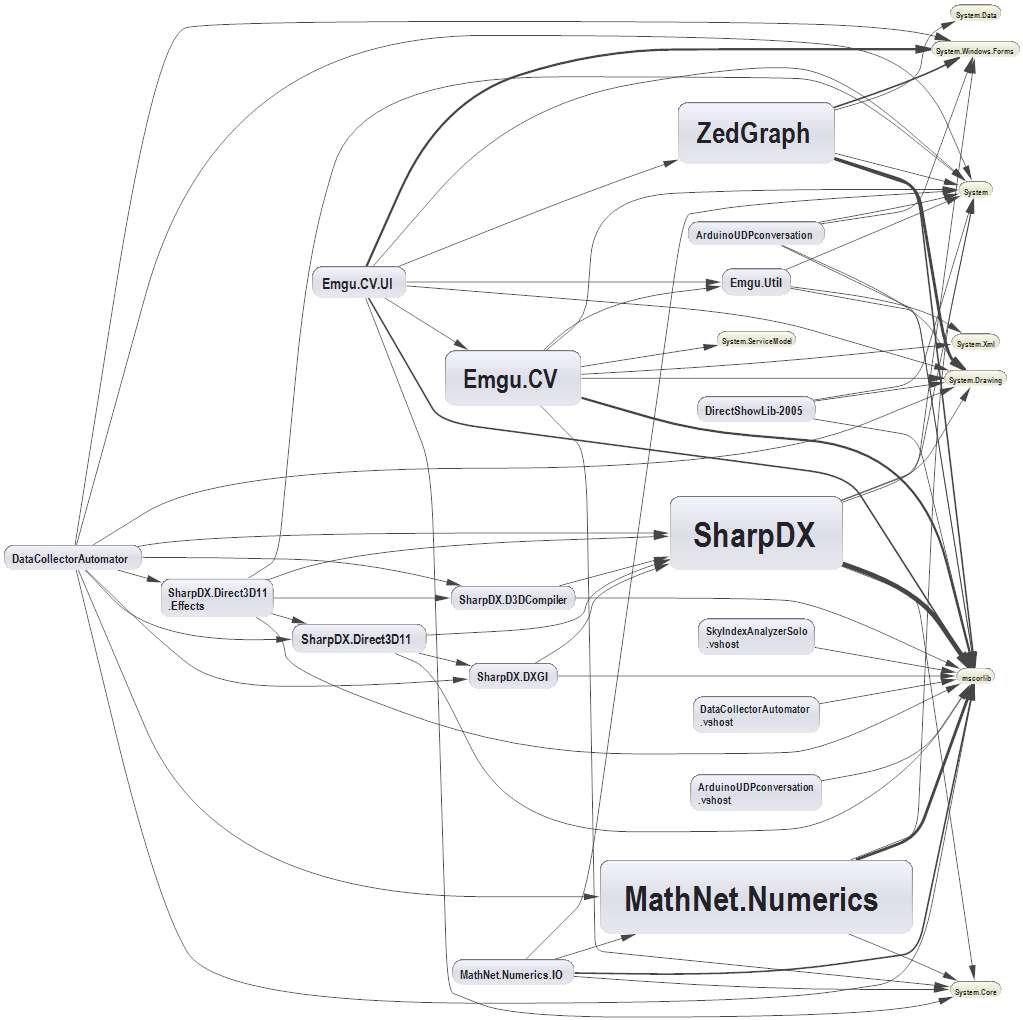 System.Data
System.Windows.Forms
ZedGraph
System
ArduinoUDPconversation
Emgu.CV.UI
Emgu.Util
System.ServiceModel
System.Xml
Emgu.CV
System.Drawing
DirectShowLib-2005
SharpDX
DataCollectorAutomator
SharpDX.Direct3D11
.Effects
SharpDX.D3DCompiler
SharpDX.Direct3D11
SkyIndexAnalyzerSolo
.vshost
SharpDX.DXGI
mscorlib
DataCollectorAutomator
.vshost
ArduinoUDPconversation
.vshost
MathNet.Numerics
MathNet.Numerics.IO
System.Core